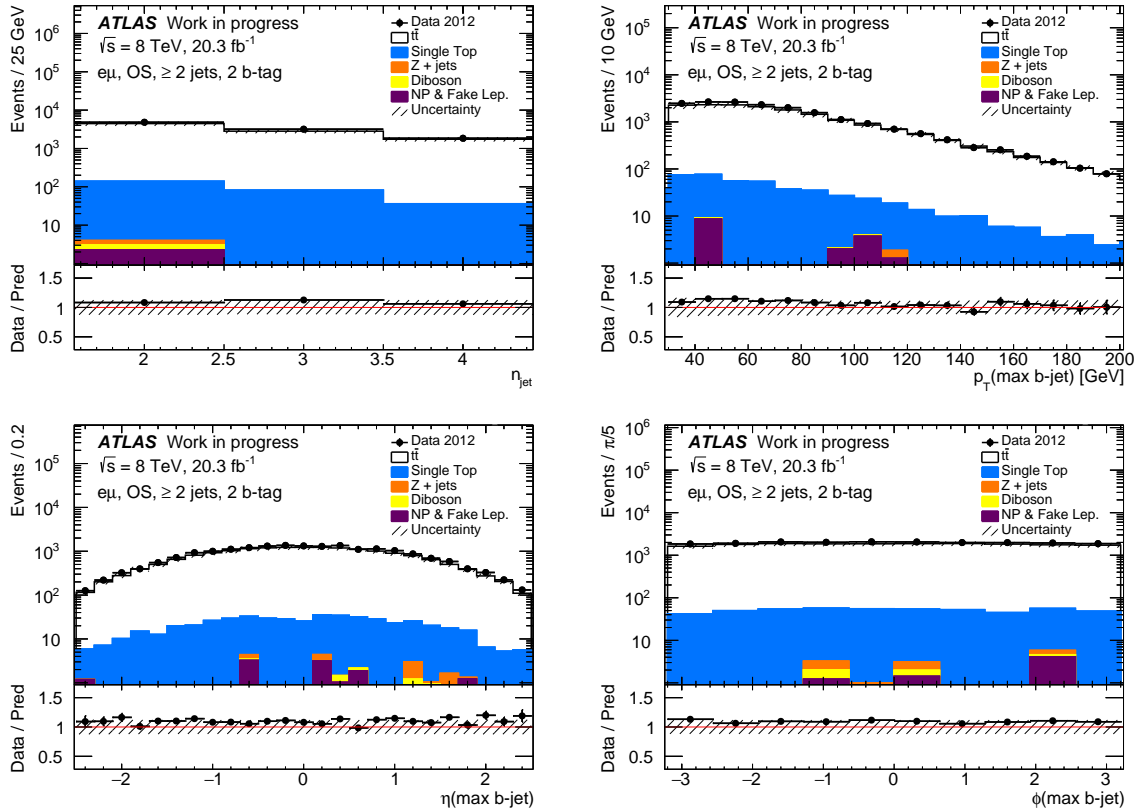 Events / 25 GeV
10⁶
10⁵
10⁴
10³
10²
10
ATLAS Work in progress
√s = 8 TeV, 20.3 fb⁻¹
eμ, OS, ≥ 2 jets, 2 b-tag
Data 2012
tt̄
Single Top
Z + jets
Diboson
NP & Fake Lep.
Uncertainty
Data / Pred
1.5
1
0.5
2 2.5 3 3.5 4
n_jet
Events / 10 GeV
10⁵
10⁴
10³
10²
10
ATLAS Work in progress
√s = 8 TeV, 20.3 fb⁻¹
eμ, OS, ≥ 2 jets, 2 b-tag
Data 2012
tt̄
Single Top
Z + jets
Diboson
NP & Fake Lep.
Uncertainty
Data / Pred
1.5
1
0.5
40 60 80 100 120 140 160 180 200
p_T(max b-jet) [GeV]
Events / 0.2
10⁵
10⁴
10³
10²
10
ATLAS Work in progress
√s = 8 TeV, 20.3 fb⁻¹
eμ, OS, ≥ 2 jets, 2 b-tag
Data 2012
tt̄
Single Top
Z + jets
Diboson
NP & Fake Lep.
Uncertainty
Data / Pred
1.5
1
0.5
−2 −1 0 1 2
η(max b-jet)
Events / π/5
10⁶
10⁵
10⁴
10³
10²
10
ATLAS Work in progress
√s = 8 TeV, 20.3 fb⁻¹
eμ, OS, ≥ 2 jets, 2 b-tag
Data 2012
tt̄
Single Top
Z + jets
Diboson
NP & Fake Lep.
Uncertainty
Data / Pred
1.5
1
0.5
−3 −2 −1 0 1 2 3
ϕ(max b-jet)